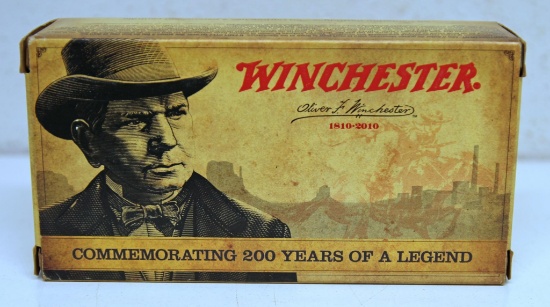 WINCHESTER.
Oliver F Winchester
1810-2010
COMMEMORATING 200 YEARS OF A LEGEND